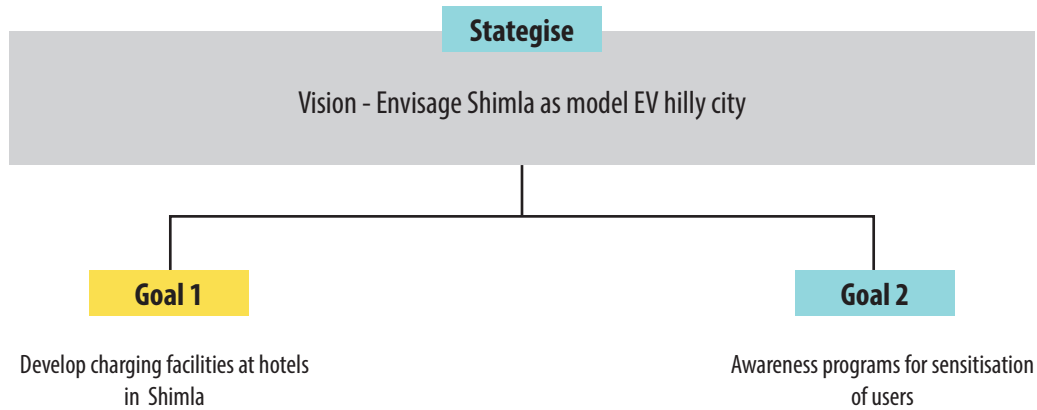 Stategise
Vision - Envisage Shimla as model EV hilly city
Goal 1
Develop charging facilities at hotels
in Shimla
Goal 2
Awareness programs for sensitisation
of users